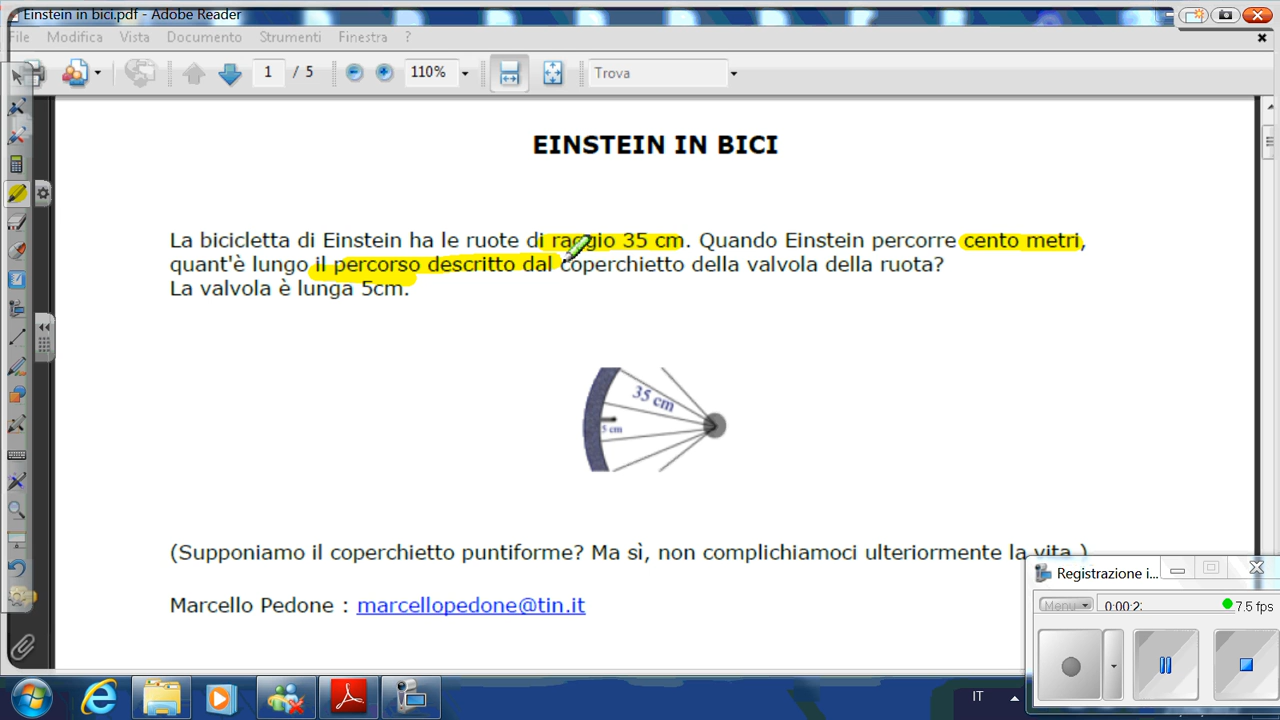 Einstein in bici.pdf - Adobe Reader
File Modifica Vista Documento Strumenti Finestra ?
1 / 5 110% Trova
EINSTEIN IN BICI
La bicicletta di Einstein ha le ruote di raggio 35 cm. Quando Einstein percorre cento metri,
quant'è lungo il percorso descritto dal coperchietto della valvola della ruota?
La valvola è lunga 5cm.
35 cm
5 cm
(Supponiamo il coperchietto puntiforme? Ma sì, non complichiamoci ulteriormente la vita.)
Marcello Pedone : marcellopedone@tin.it
Registrazione i...
Menu 0:00:2 7.5 fps
IT